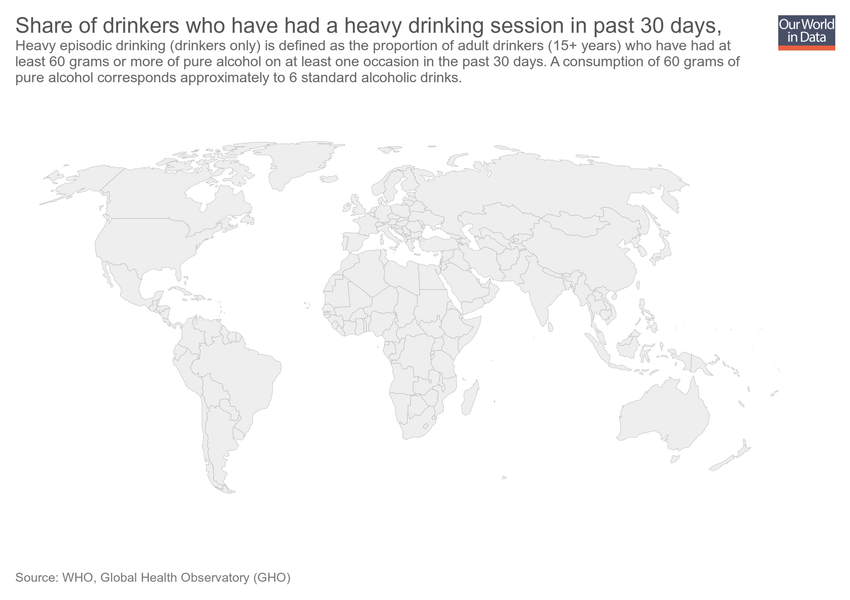 Share of drinkers who have had a heavy drinking session in past 30 days,
Our World
in Data
Heavy episodic drinking (drinkers only) is defined as the proportion of adult drinkers (15+ years) who have had at
least 60 grams or more of pure alcohol on at least one occasion in the past 30 days. A consumption of 60 grams of
pure alcohol corresponds approximately to 6 standard alcoholic drinks.
Source: WHO, Global Health Observatory (GHO)